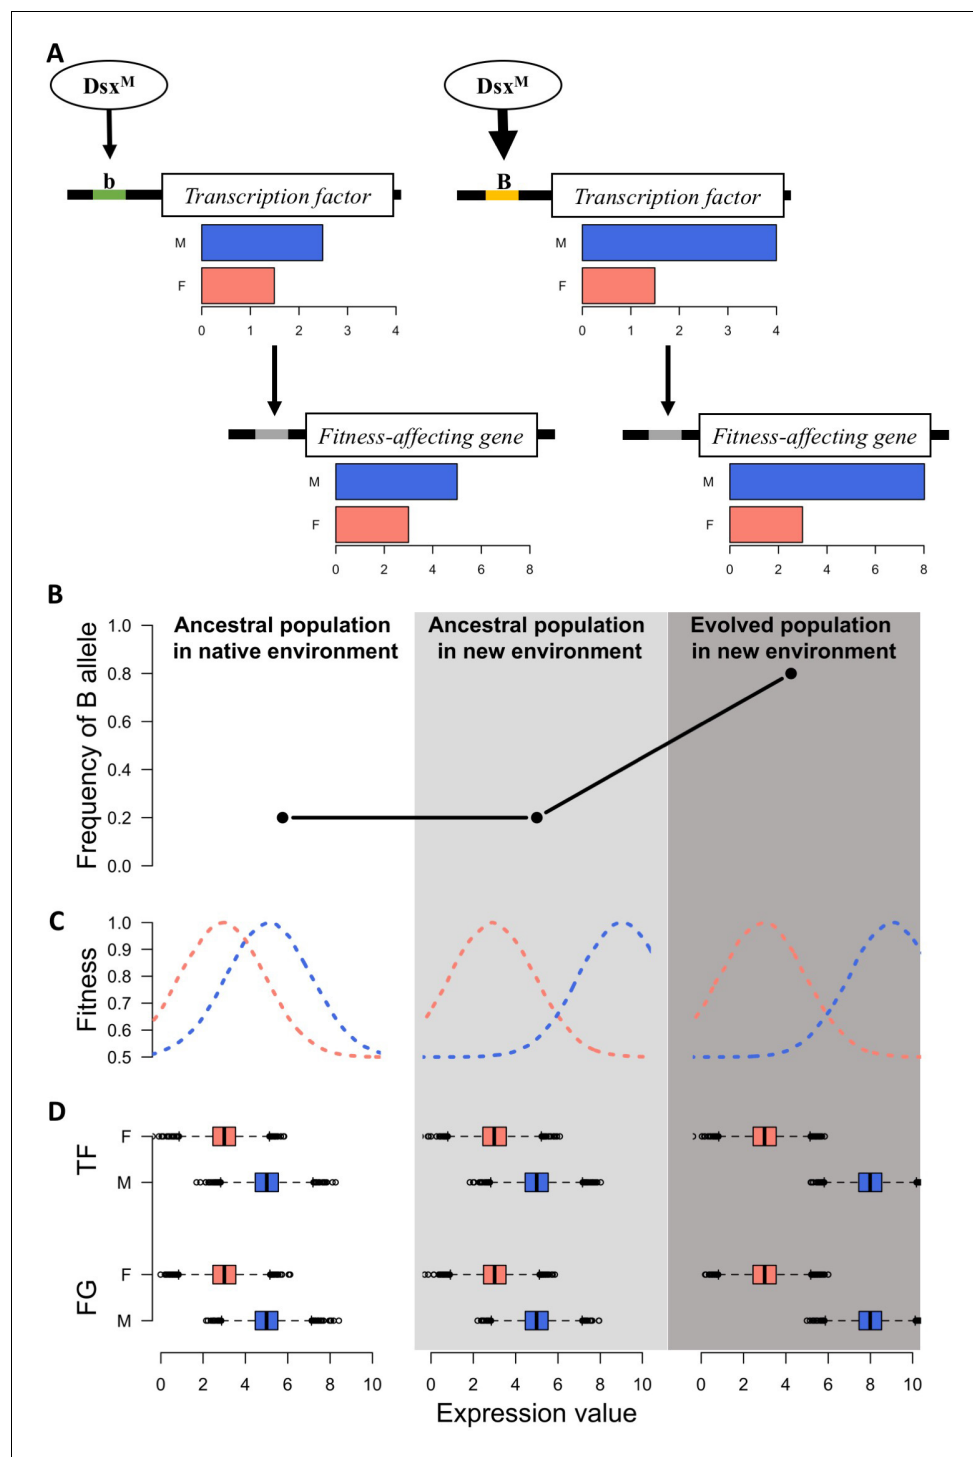 A
Dsx^M
Dsx^M
b
B
Transcription factor
Transcription factor
M
M
F
F
0 1 2 3 4
0 1 2 3 4
Fitness-affecting gene
Fitness-affecting gene
M
M
F
F
0 2 4 6 8
0 2 4 6 8
B
Frequency of B allele
1.0
0.8
0.6
0.4
0.2
0.0
Ancestral population
in native environment
Ancestral population
in new environment
Evolved population
in new environment
C
Fitness
1.0
0.9
0.8
0.7
0.6
0.5
D
TF
F
M
FG
F
M
0 2 4 6 8 10
0 2 4 6 8 10
0 2 4 6 8 10
Expression value